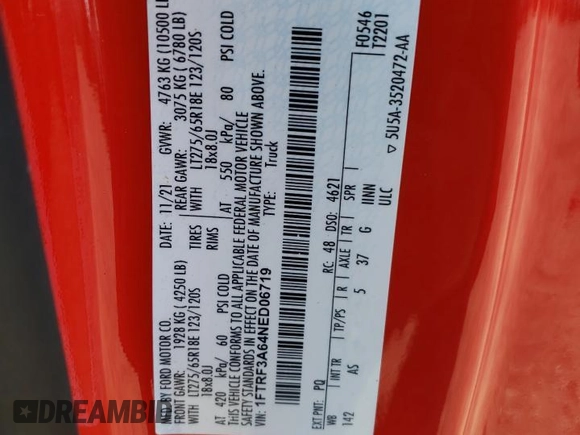 MFD BY FORD MOTOR CO.
DATE: 11/21 GVWR: 4763 KG (10500 LB
FRONT GAWR: 1928 KG ( 4250 LB) REAR GAWR: 3075 KG ( 6780 LB)
WITH LT275/65R18E 123/120S TIRES WITH LT275/65R18E 123/120S
18x8.0J RIMS 18x8.0J
AT 420 kPa/ 60 PSI COLD AT 550 kPa/ 80 PSI COLD
THIS VEHICLE CONFORMS TO ALL APPLICABLE FEDERAL MOTOR VEHICLE
SAFETY STANDARDS IN EFFECT ON THE DATE OF MANUFACTURE SHOWN ABOVE.
VIN: 1FTRF3A64NED06719 TYPE: Truck
F0546
T2201
EXT PNT: PQ RC: 48 DSO: 4621
WB INT TR TP/PS R AXLE TR SPR
142 AS 5 37 G IINN
ULC
▽ 5U5A-3520472-AA
EPICVIN